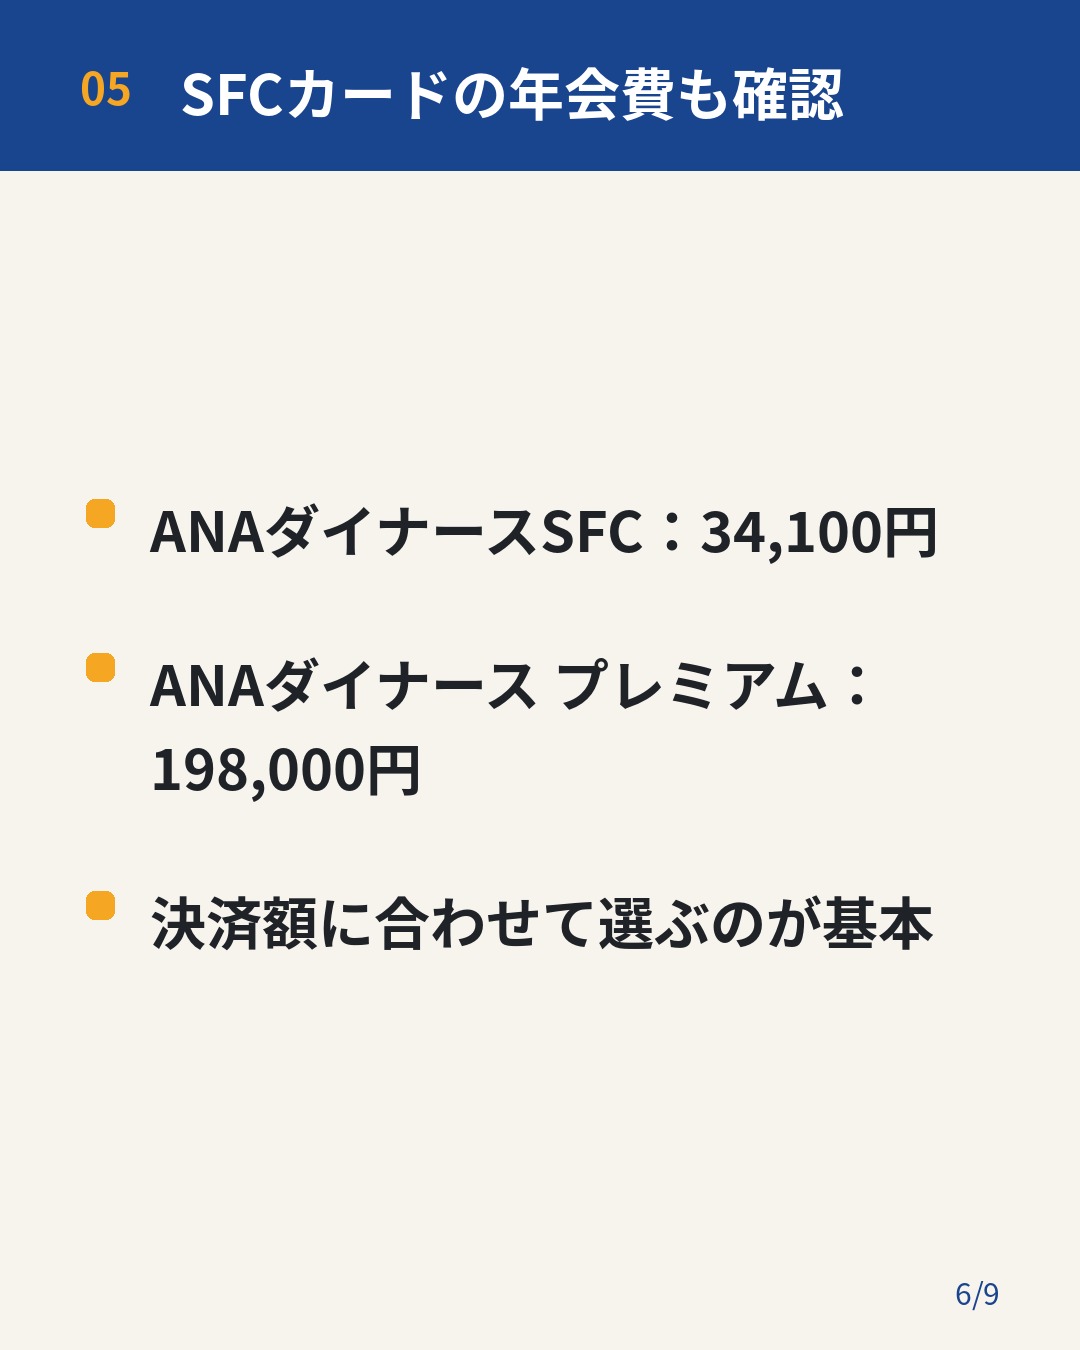 05 SFCカードの年会費も確認
ANAダイナースSFC：34,100円
ANAダイナース プレミアム：
198,000円
決済額に合わせて選ぶのが基本
6/9